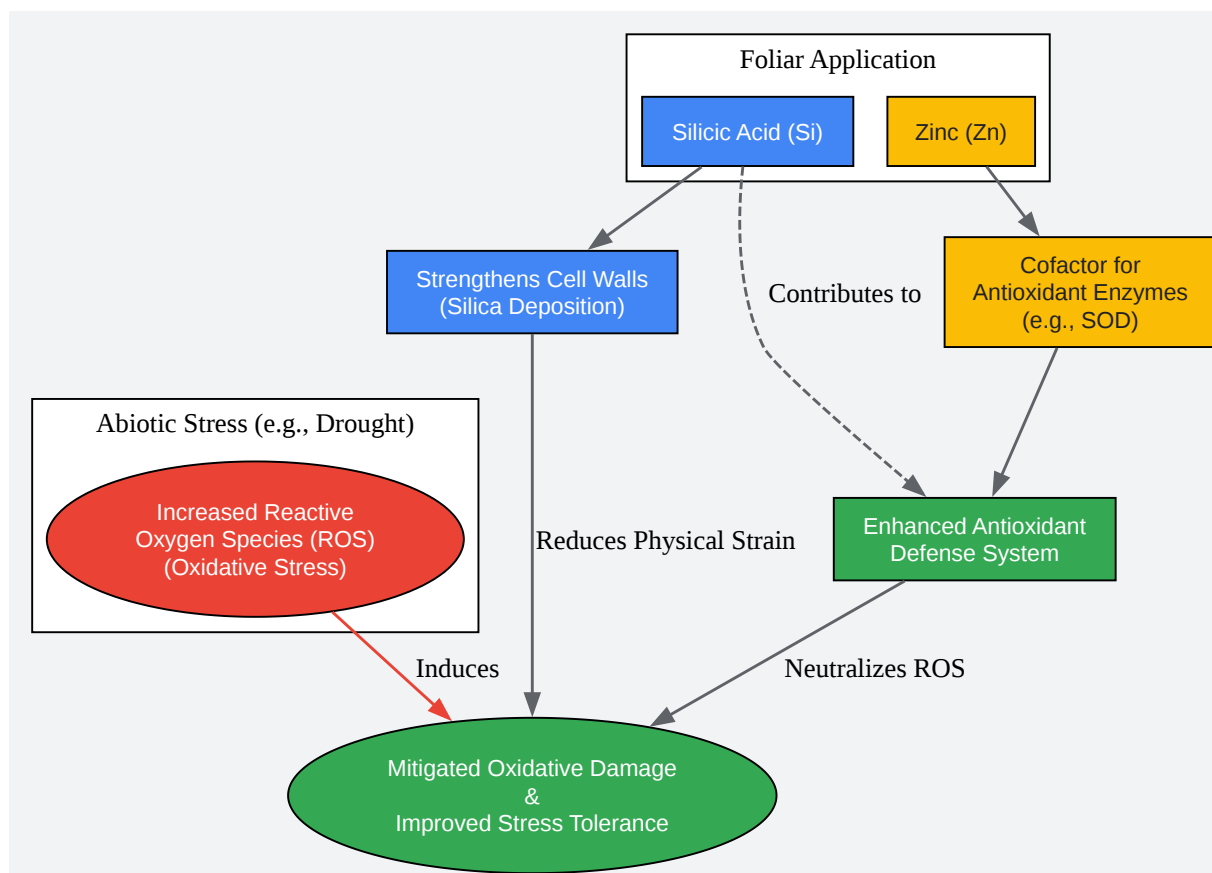 Foliar Application
Silicic Acid (Si)
Zinc (Zn)
Strengthens Cell Walls
(Silica Deposition)
Contributes to
Cofactor for
Antioxidant Enzymes
(e.g., SOD)
Abiotic Stress (e.g., Drought)
Increased Reactive
Oxygen Species (ROS)
(Oxidative Stress)
Reduces Physical Strain
Enhanced Antioxidant
Defense System
Induces
Neutralizes ROS
Mitigated Oxidative Damage
&
Improved Stress Tolerance